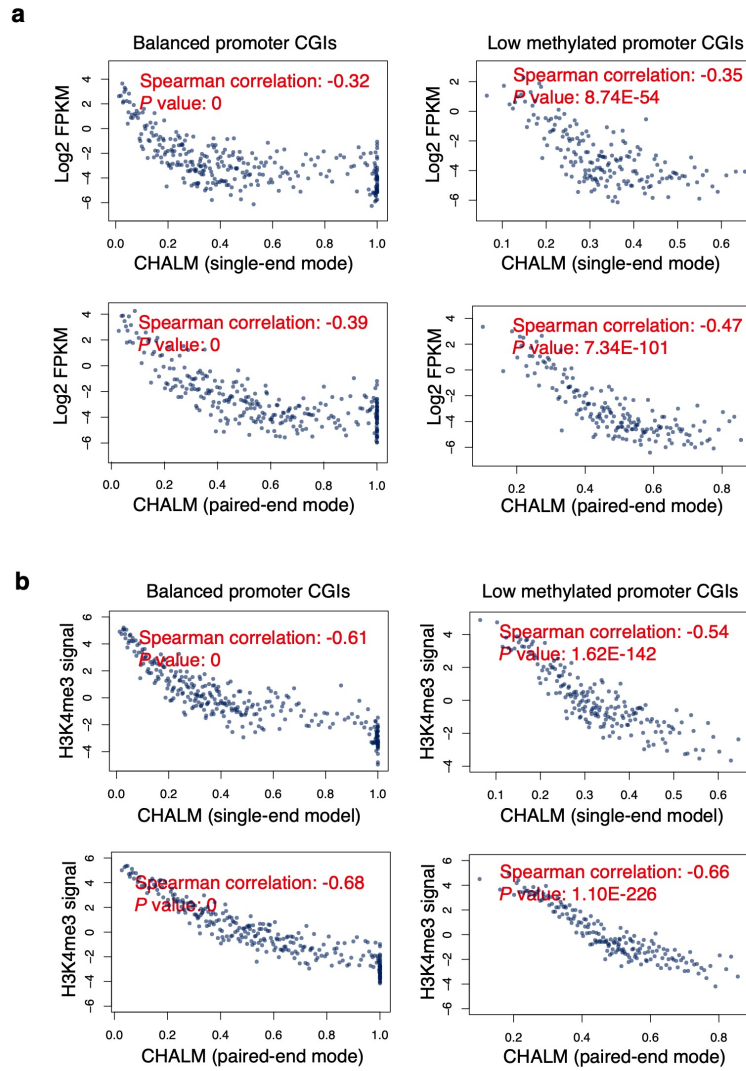 a
Balanced promoter CGIs
Low methylated promoter CGIs
Spearman correlation: -0.32
P value: 0
Log2 FPKM
4
2
0
−2
−4
−6
0.0 0.2 0.4 0.6 0.8 1.0
CHALM (single-end mode)
Spearman correlation: -0.35
P value: 8.74E-54
Log2 FPKM
2
0
−2
−4
−6
0.1 0.2 0.3 0.4 0.5 0.6
CHALM (single-end mode)
Spearman correlation: -0.39
P value: 0
Log2 FPKM
4
2
0
−2
−4
−6
0.0 0.2 0.4 0.6 0.8 1.0
CHALM (paired-end mode)
Spearman correlation: -0.47
P value: 7.34E-101
Log2 FPKM
4
2
0
−2
−4
−6
0.2 0.4 0.6 0.8
CHALM (paired-end mode)
b
Balanced promoter CGIs
Low methylated promoter CGIs
Spearman correlation: -0.61
P value: 0
H3K4me3 signal
6
4
2
0
−2
−4
0.0 0.2 0.4 0.6 0.8 1.0
CHALM (single-end model)
Spearman correlation: -0.54
P value: 1.62E-142
H3K4me3 signal
4
2
0
−2
−4
0.1 0.2 0.3 0.4 0.5 0.6
CHALM (single-end model)
Spearman correlation: -0.68
P value: 0
H3K4me3 signal
6
4
2
0
−2
−4
−6
0.0 0.2 0.4 0.6 0.8 1.0
CHALM (paired-end mode)
Spearman correlation: -0.66
P value: 1.10E-226
H3K4me3 signal
6
4
2
0
−2
−4
−6
0.2 0.4 0.6 0.8
CHALM (paired-end mode)